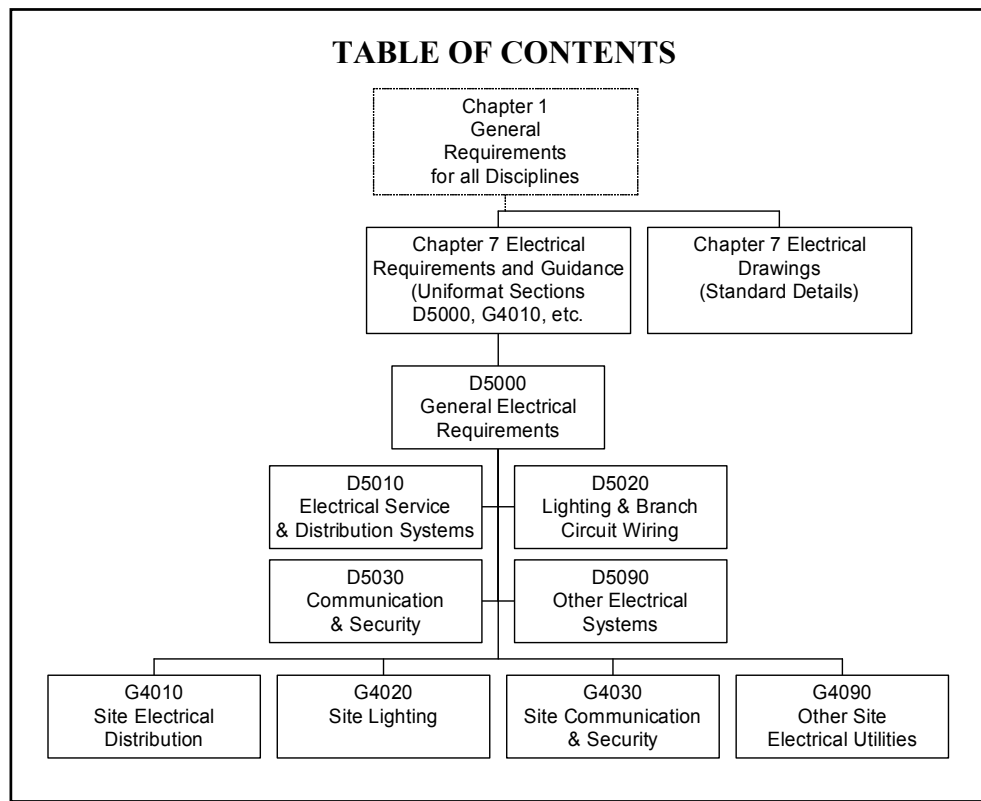 TABLE OF CONTENTS
Chapter 1
General
Requirements
for all Disciplines
Chapter 7 Electrical
Requirements and Guidance
(Uniformat Sections
D5000, G4010, etc.
Chapter 7 Electrical
Drawings
(Standard Details)
D5000
General Electrical
Requirements
D5010
Electrical Service
& Distribution Systems
D5020
Lighting & Branch
Circuit Wiring
D5030
Communication
& Security
D5090
Other Electrical
Systems
G4010
Site Electrical
Distribution
G4020
Site Lighting
G4030
Site Communication
& Security
G4090
Other Site
Electrical Utilities